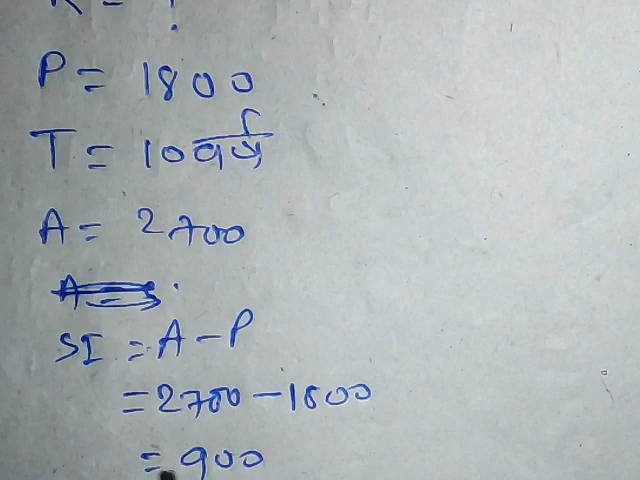 R = ?
P = 1800
T = 10 वर्ष
A = 2700
SI = A - P
= 2700 - 1800
= 900